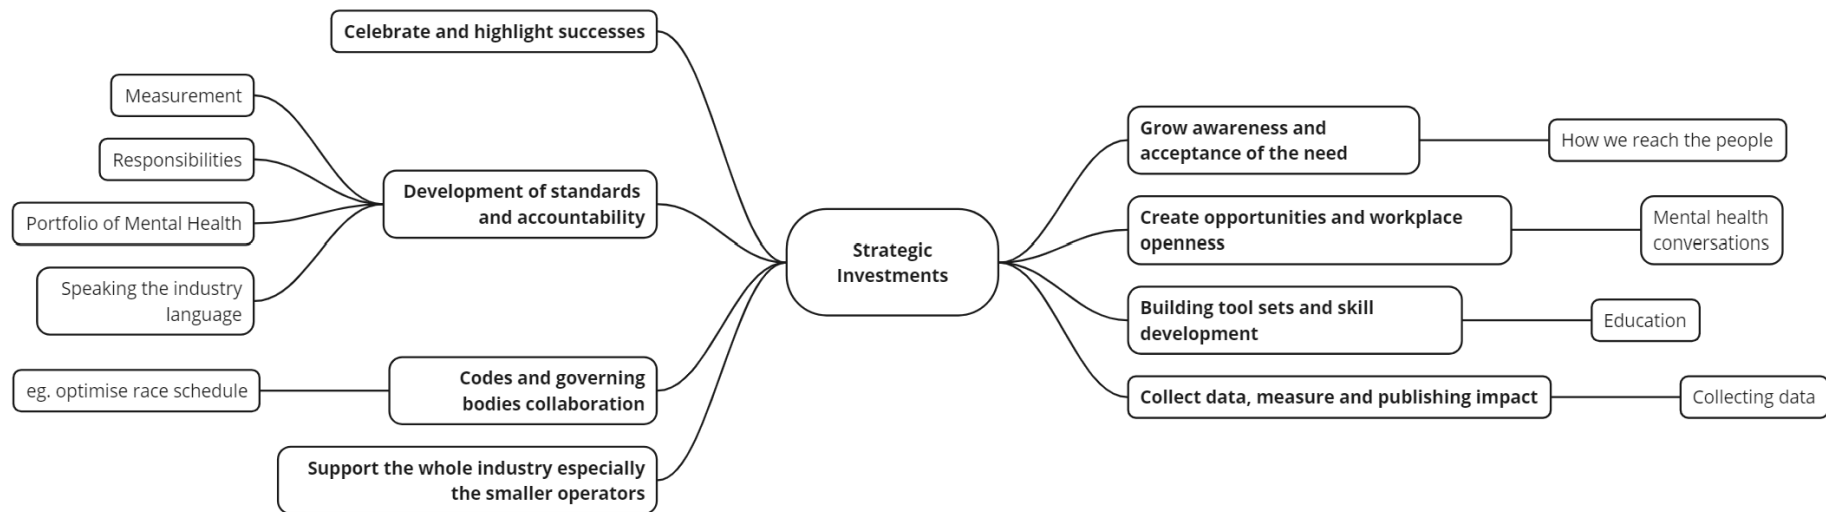 Celebrate and highlight successes
Measurement
Responsibilities
Portfolio of Mental Health
Speaking the industry
language
Development of standards
and accountability
eg. optimise race schedule
Codes and governing
bodies collaboration
Support the whole industry especially
the smaller operators
Strategic
Investments
Grow awareness and
acceptance of the need
How we reach the people
Create opportunities and workplace
openness
Mental health
conversations
Building tool sets and skill
development
Education
Collect data, measure and publishing impact
Collecting data